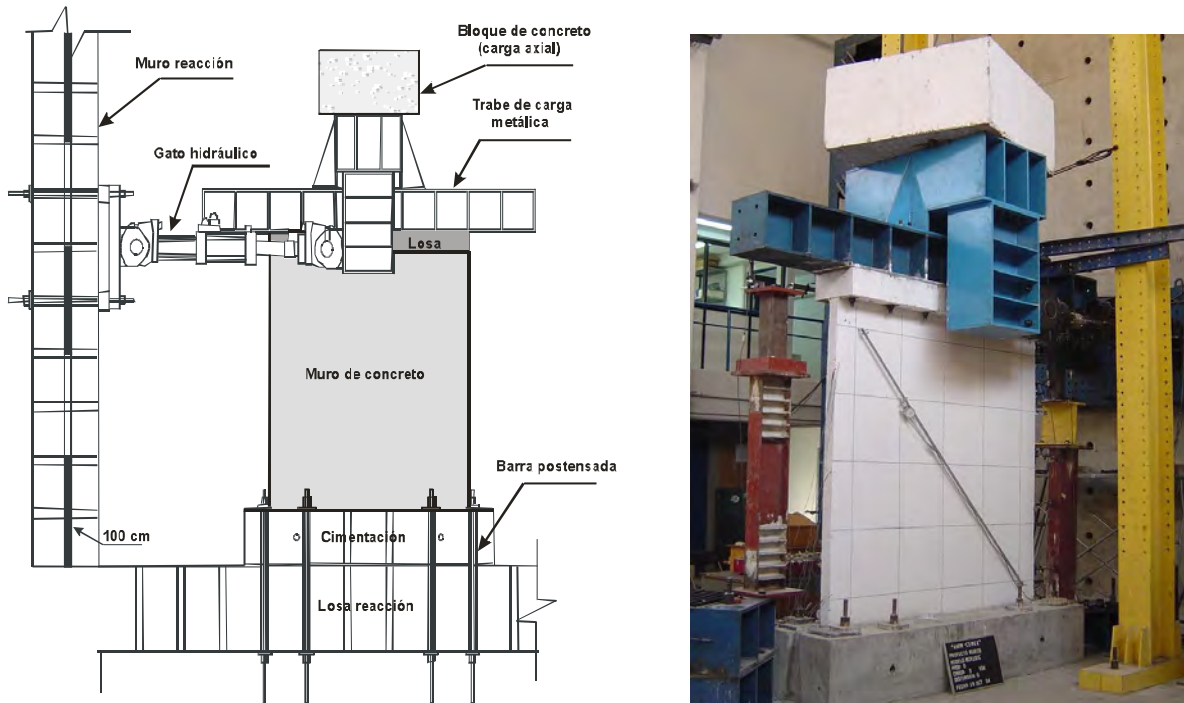 Bloque de concreto
(carga axial)
Muro reacción
Trabe de carga
metálica
Gato hidráulico
Losa
Muro de concreto
Barra postensada
100 cm
Cimentación
Losa reacción